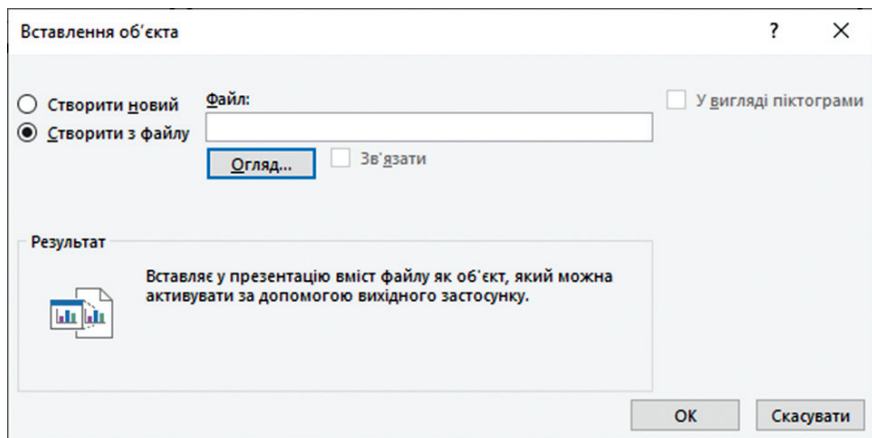 Вставлення об’єкта
?
Створити новий
Створити з файлу
Файл:
Огляд...
Зв'язати
У вигляді піктограми
Результат
Вставляє у презентацію вміст файлу як об'єкт, який можна
активувати за допомогою вихідного застосунку.
OK
Скасувати